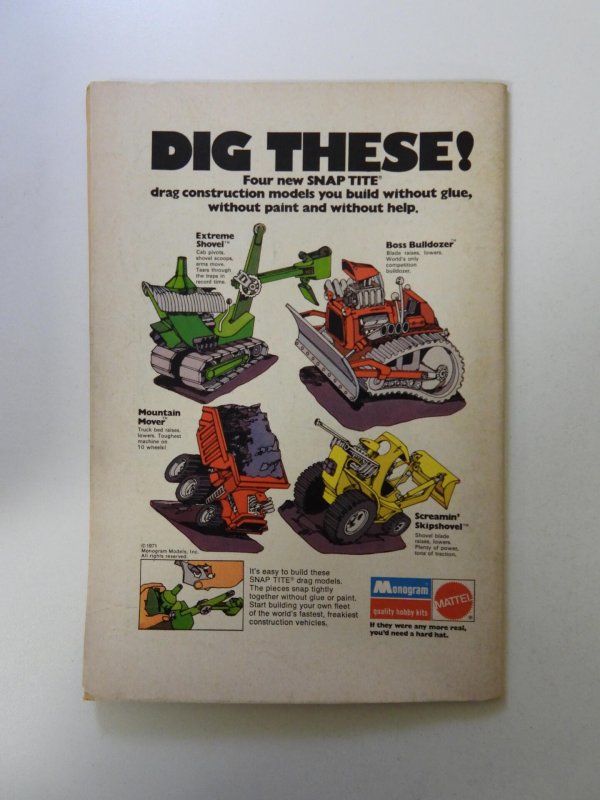 DIG THESE!
Four new SNAP TITE®
drag construction models you build without glue,
without paint and without help.
Extreme
Shovel™
Cab pivots,
shovel scoops,
arms move.
Tears through
the traps in
record time.
Boss Bulldozer™
Blade raises, lowers.
World's only
competition
bulldozer.
Mountain
Mover™
Truck bed raises,
lowers. Toughest
machine on
10 wheels!
Screamin'
Skipshovel™
Shovel blade
raises, lowers.
Plenty of power,
tons of traction.
©1971
Monogram Models, Inc.
All rights reserved.
It's easy to build these
SNAP TITE® drag models.
The pieces snap tightly
together without glue or paint.
Start building your own fleet
of the world's fastest, freakiest
construction vehicles.
Monogram
quality hobby kits
MATTEL
®
If they were any more real,
you'd need a hard hat.